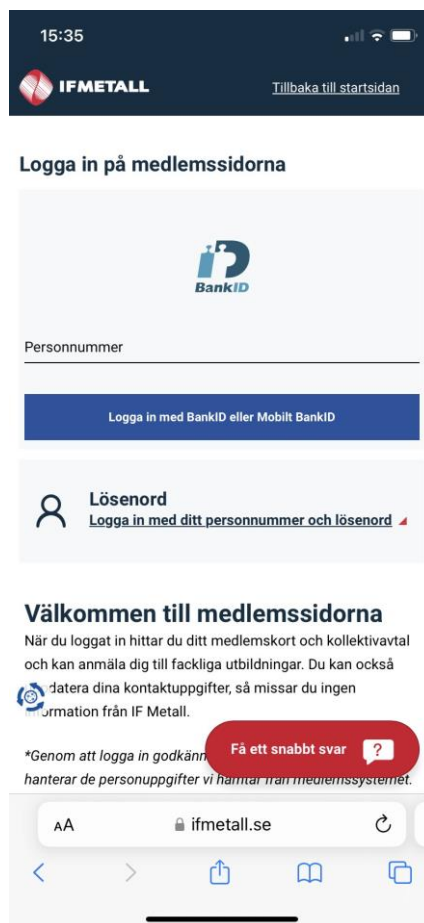 15:35
IFMETALL
Tillbaka till startsidan
Logga in på medlemssidorna
BankID
Personnummer
Logga in med BankID eller Mobilt BankID
Lösenord
Logga in med ditt personnummer och lösenord
Välkommen till medlemssidorna
När du loggat in hittar du ditt medlemskort och kollektivavtal
och kan anmäla dig till fackliga utbildningar. Du kan också
datera dina kontaktuppgifter, så missar du ingen
ormation från IF Metall.
Få ett snabbt svar ?
*Genom att logga in godkänn
hanterar de personuppgifter vi hämtar från medlemssystemet.
AA
ifmetall.se